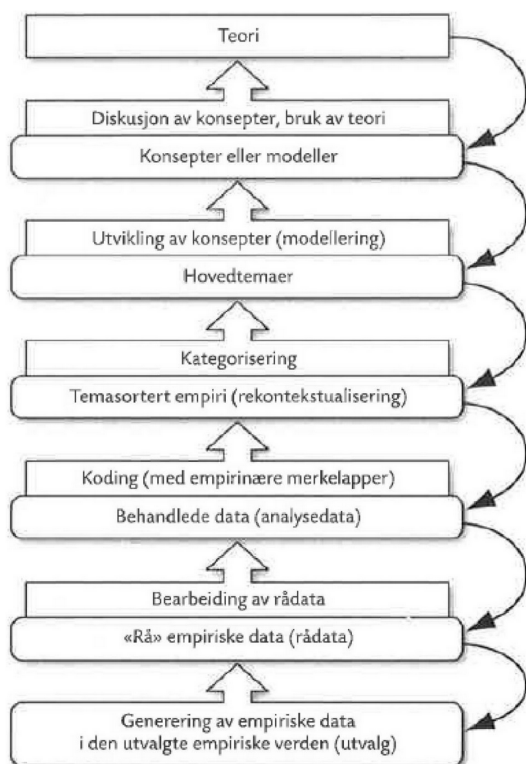 Teori
Diskusjon av konsepter, bruk av teori
Konsepter eller modeller
Utvikling av konsepter (modellering)
Hovedtemaer
Kategorisering
Temasortert empiri (rekontekstualisering)
Koding (med empirinære merkelapper)
Behandlede data (analysedata)
Bearbeiding av rådata
«Rå» empiriske data (rådata)
Generering av empiriske data
i den utvalgte empiriske verden (utvalg)